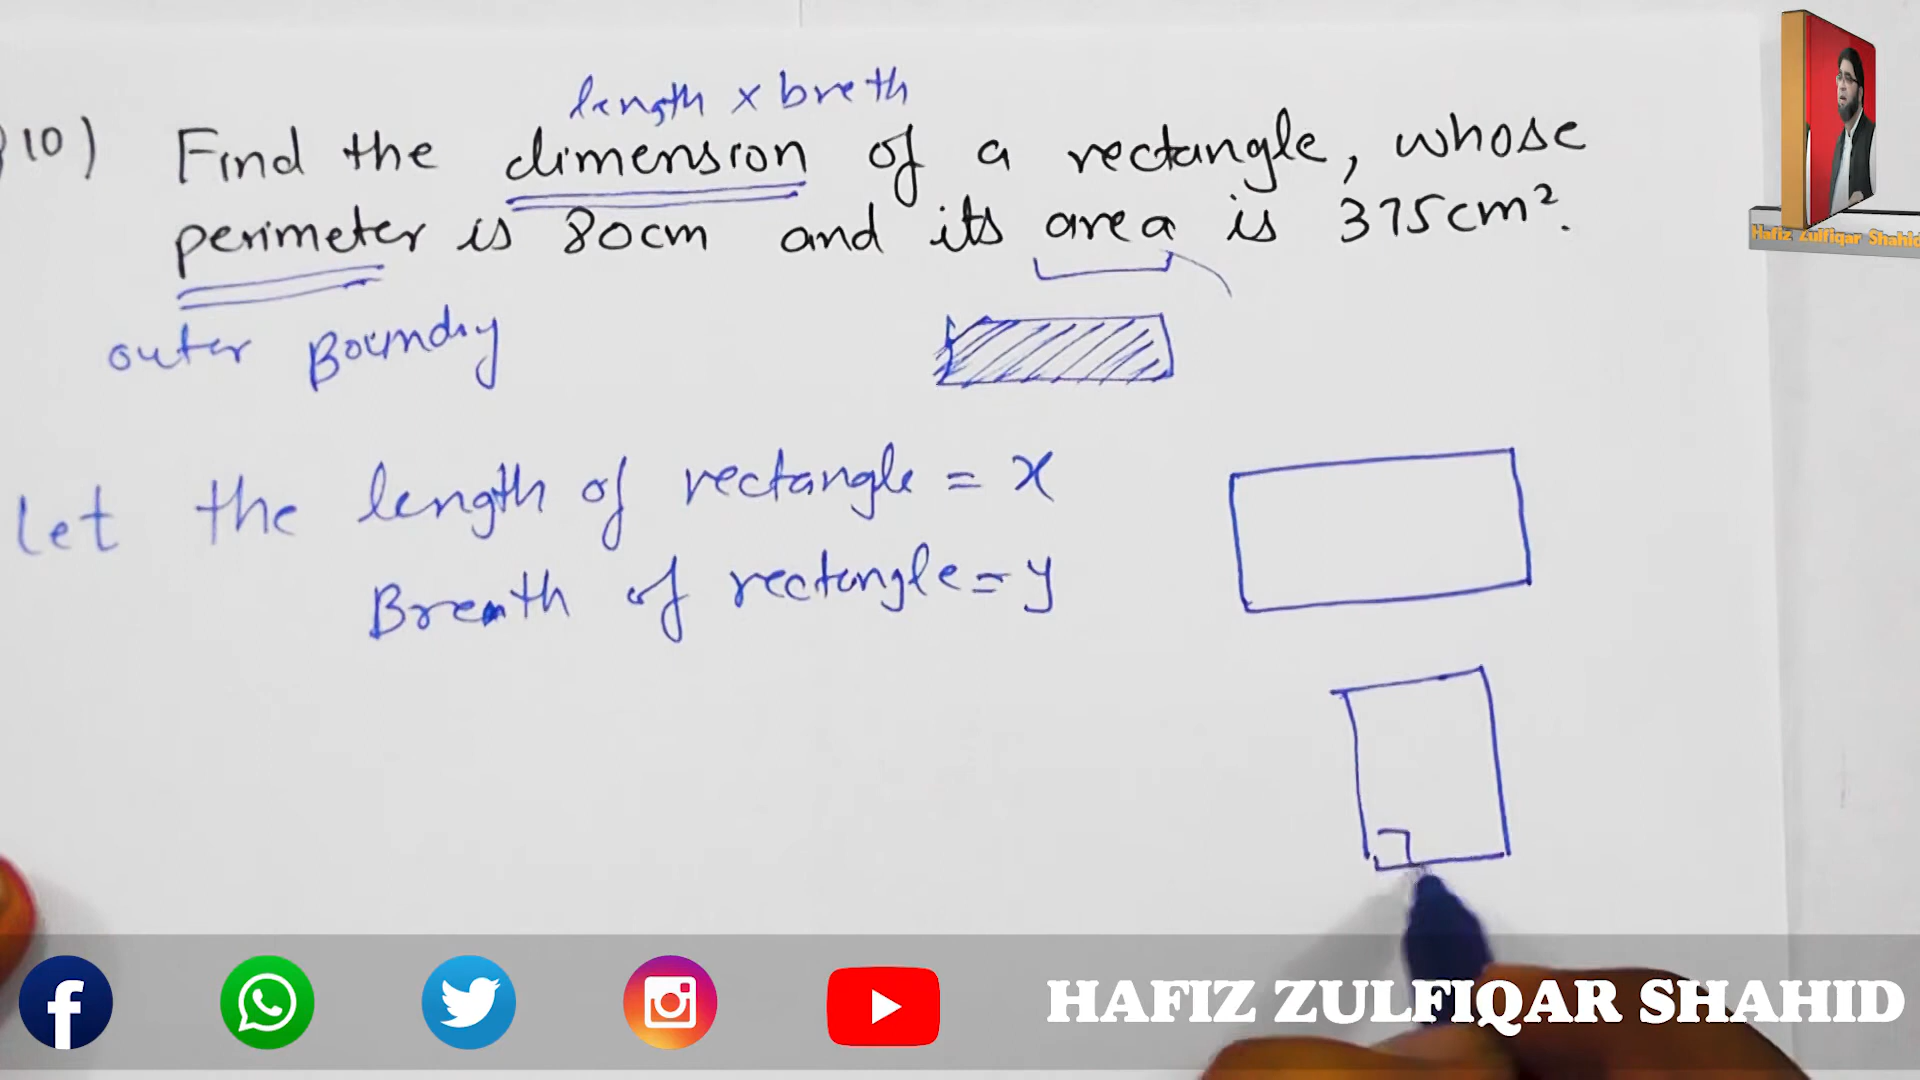 length x breth
10) Find the dimension of a rectangle, whose
perimeter is 80cm and its area is 375cm².
outer Boundry
Let the length of rectangle = x
Breath of rectangle = y
Hafiz Zulfiqar Shahid
HAFIZ ZULFIQAR SHAHID